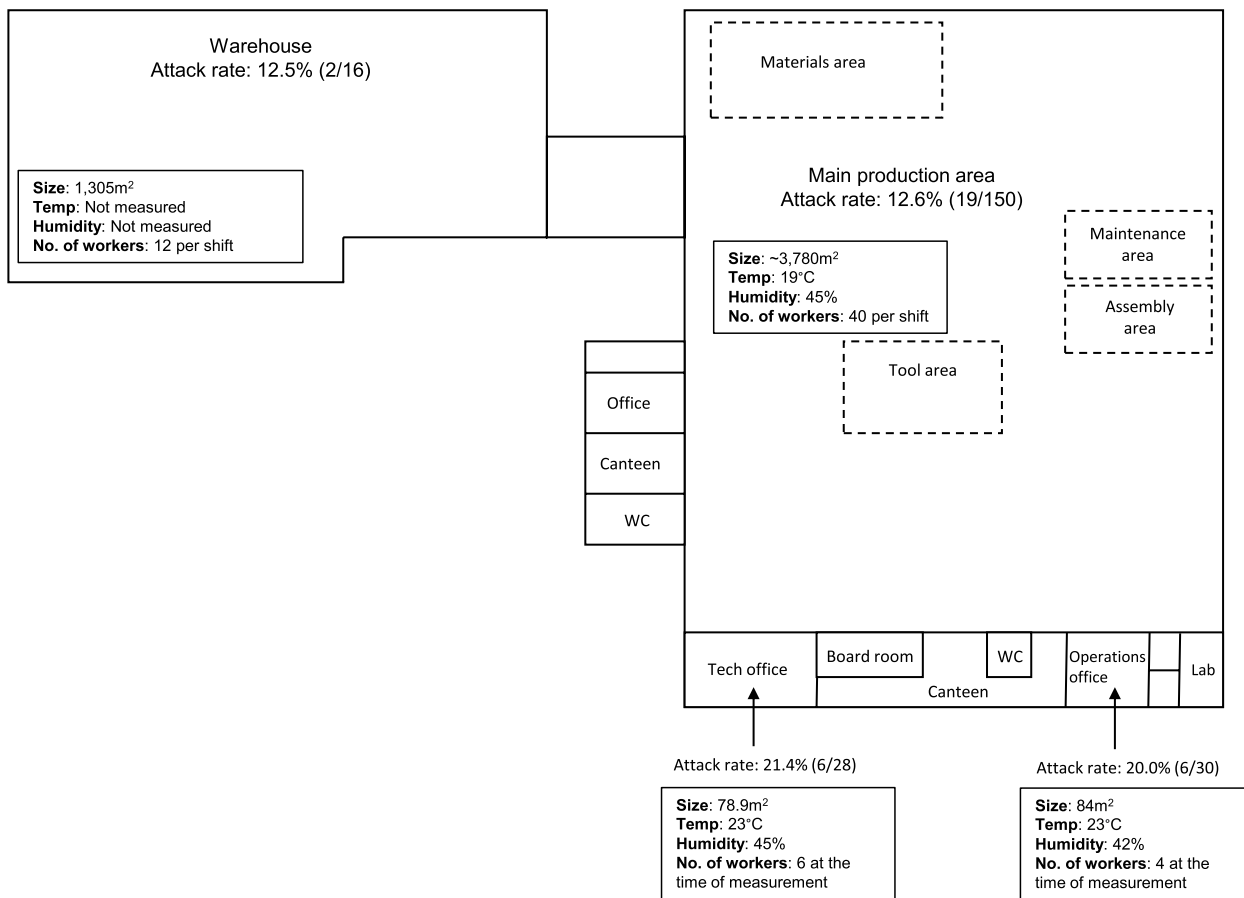 Warehouse
Attack rate: 12.5% (2/16)
Size: 1,305m²
Temp: Not measured
Humidity: Not measured
No. of workers: 12 per shift
Materials area
Main production area
Attack rate: 12.6% (19/150)
Size: ~3,780m²
Temp: 19°C
Humidity: 45%
No. of workers: 40 per shift
Maintenance
area
Assembly
area
Tool area
Office
Canteen
WC
Tech office
Board room
WC
Canteen
Operations
office
Lab
Attack rate: 21.4% (6/28)
Size: 78.9m²
Temp: 23°C
Humidity: 45%
No. of workers: 6 at the
time of measurement
Attack rate: 20.0% (6/30)
Size: 84m²
Temp: 23°C
Humidity: 42%
No. of workers: 4 at the
time of measurement